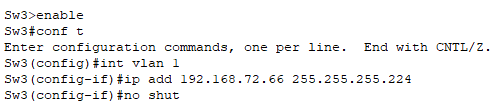 Sw3>enable
Sw3#conf t
Enter configuration commands, one per line.  End with CNTL/Z.
Sw3(config)#int vlan 1
Sw3(config-if)#ip add 192.168.72.66 255.255.255.224
Sw3(config-if)#no shut